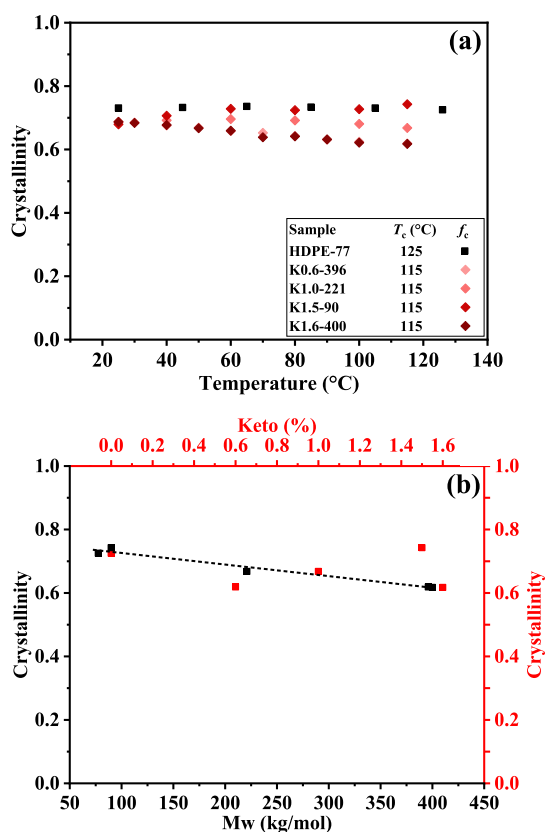 (a)
1.0
0.8
0.6
0.4
0.2
0.0
Crystallinity
Sample Tc (°C) fc
HDPE-77 125
K0.6-396 115
K1.0-221 115
K1.5-90 115
K1.6-400 115
20 40 60 80 100 120 140
Temperature (°C)
Keto (%)
0.0 0.2 0.4 0.6 0.8 1.0 1.2 1.4 1.6
(b)
1.0 1.0
0.8 0.8
0.6 0.6
0.4 0.4
0.2 0.2
0.0 0.0
Crystallinity
Crystallinity
50 100 150 200 250 300 350 400 450
Mw (kg/mol)